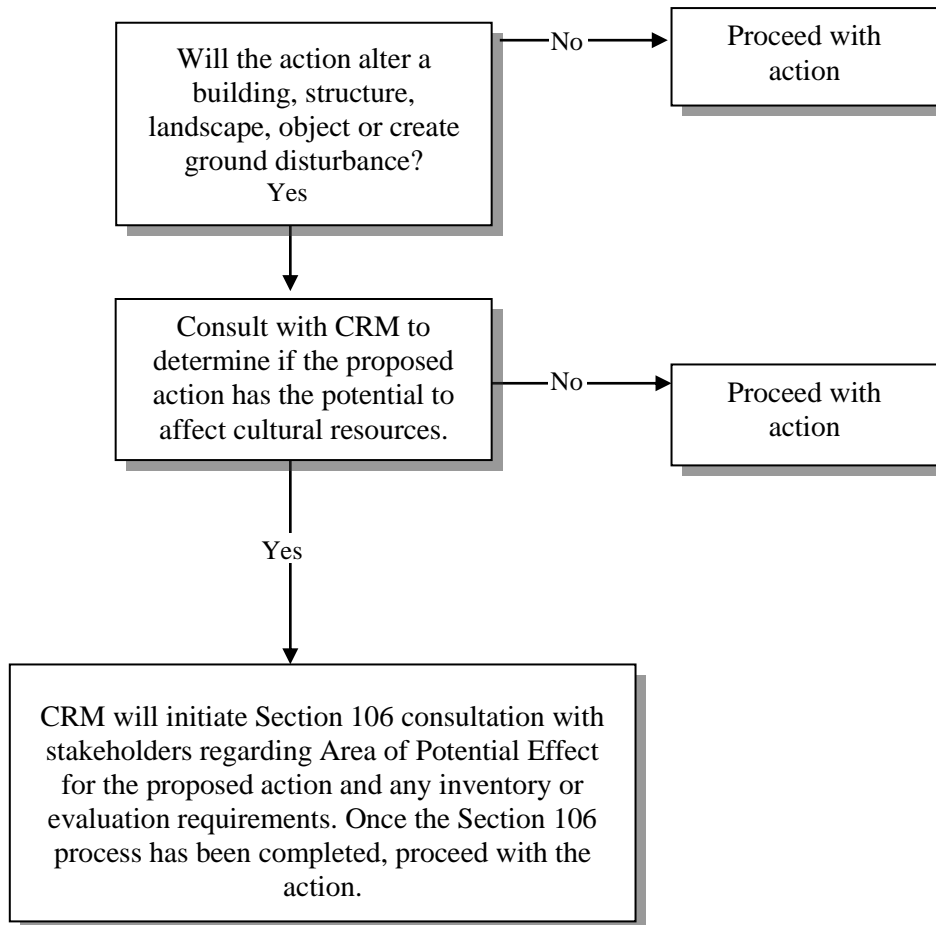 Will the action alter a
building, structure,
landscape, object or create
ground disturbance?
Yes
No
Proceed with
action
Consult with CRM to
determine if the proposed
action has the potential to
affect cultural resources.
No
Proceed with
action
Yes
CRM will initiate Section 106 consultation with
stakeholders regarding Area of Potential Effect
for the proposed action and any inventory or
evaluation requirements. Once the Section 106
process has been completed, proceed with the
action.